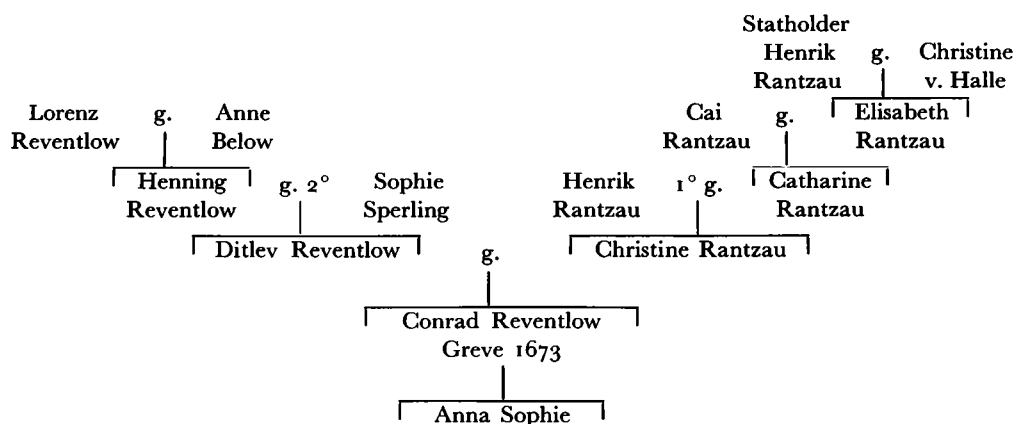 Statholder
Henrik g. Christine
Rantzau v. Halle
Lorenz g. Anne Cai g. Elisabeth
Reventlow Below Rantzau Rantzau
Henning g. 2° Sophie Henrik 1° g. Catharine
Reventlow Sperling Rantzau Rantzau
Ditlev Reventlow g. Christine Rantzau
Conrad Reventlow
Greve 1673
Anna Sophie